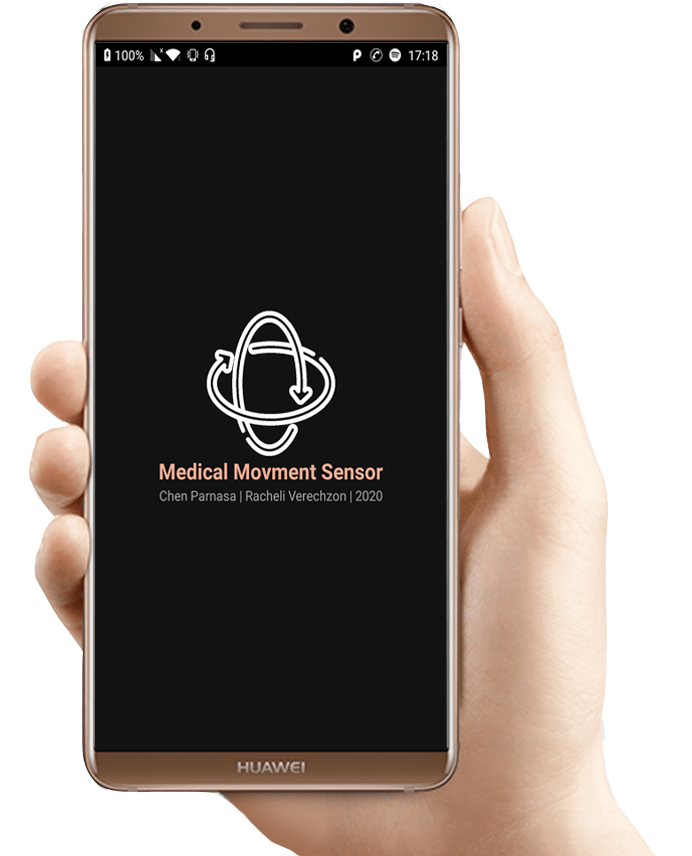 100% 17:18
Medical Movment Sensor
Chen Parnasa | Racheli Verechzon | 2020
HUAWEI